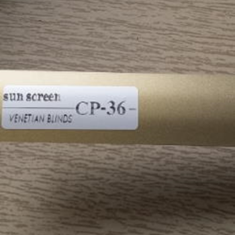 sun screen
VENETIAN BLINDS
CP-36-